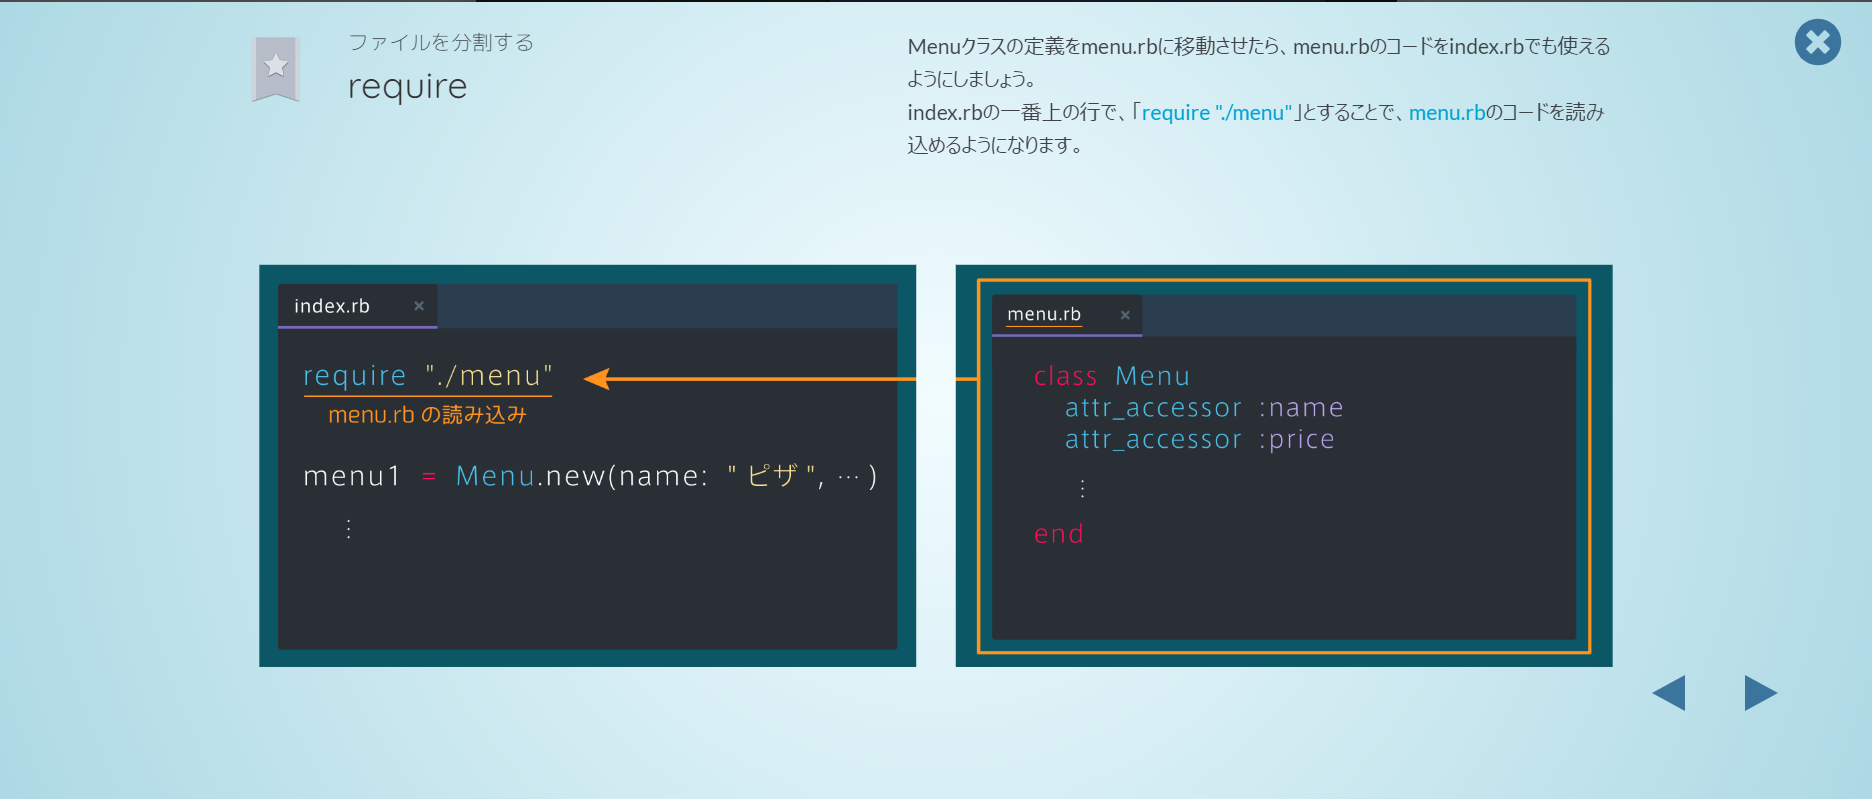 ファイルを分割する
require
Menuクラスの定義をmenu.rbに移動させたら、menu.rbのコードをindex.rbでも使える
ようにしましょう。
index.rbの一番上の行で、「require "./menu"」とすることで、menu.rbのコードを読み
込めるようになります。
index.rb ×
require "./menu"
menu.rb の読み込み
menu1 = Menu.new(name: "ピザ", … )
⋮
menu.rb ×
class Menu
attr_accessor :name
attr_accessor :price
⋮
end